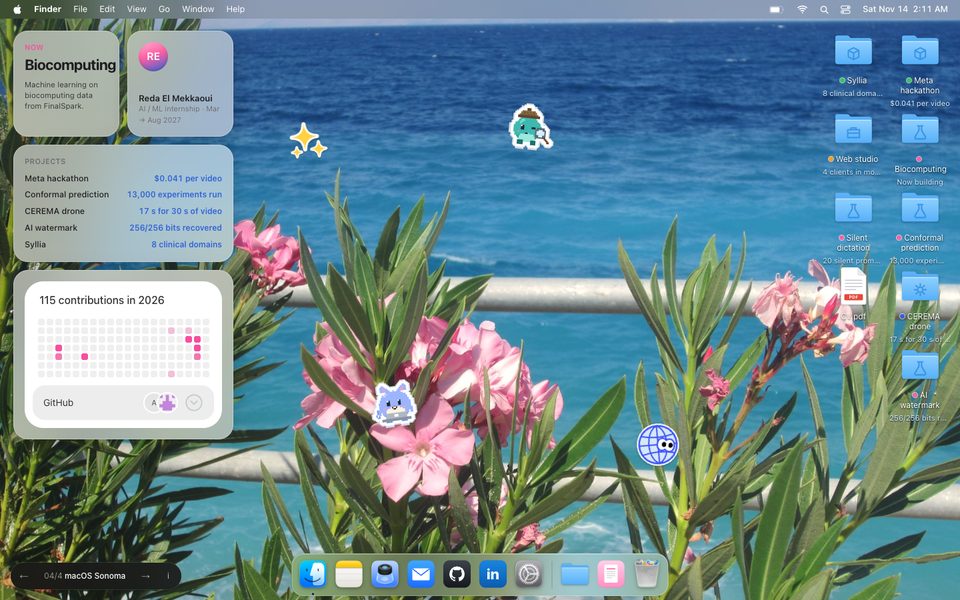 Finder File Edit View Go Window Help
Sat Nov 14 2:11 AM
NOW
Biocomputing
Machine learning on
biocomputing data
from FinalSpark.
RE
Reda El Mekkaoui
AI / ML internship · Mar
→ Aug 2027
PROJECTS
Meta hackathon $0.041 per video
Conformal prediction 13,000 experiments run
CEREMA drone 17 s for 30 s of video
AI watermark 256/256 bits recovered
Syllia 8 clinical domains
115 contributions in 2026
GitHub
A
← 04/4 macOS Sonoma → i
Syllia
8 clinical doma...
Meta
hackathon
$0.041 per video
Web studio
4 clients in mo...
Biocomputing
Now building
Silent
dictation
20 silent prom...
Conformal
prediction
13,000 experi...
PDF
CEREMA
drone
17 s for 30 s of...
AI
watermark
256/256 bits r...
in